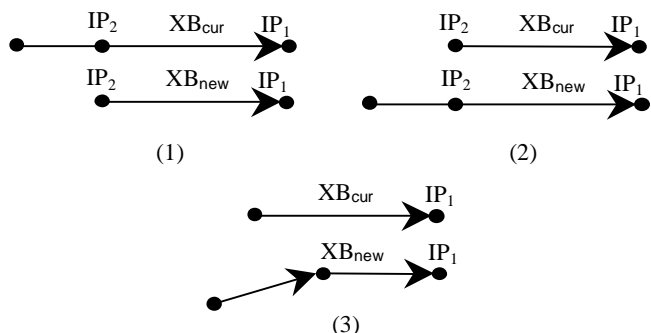 IP2 XBcur IP1
IP2 XBnew IP1
(1)
IP2 XBcur IP1
IP2 XBnew IP1
(2)
XBcur IP1
XBnew IP1
(3)